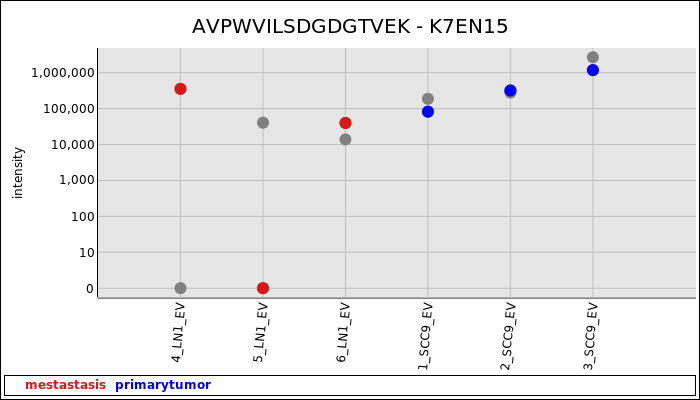 AVPWVILSDGDGTVEK - K7EN15
intensity
1,000,000
100,000
10,000
1,000
100
10
0
4_LN1_EV
5_LN1_EV
6_LN1_EV
1_SCC9_EV
2_SCC9_EV
3_SCC9_EV
mestastasis primarytumor